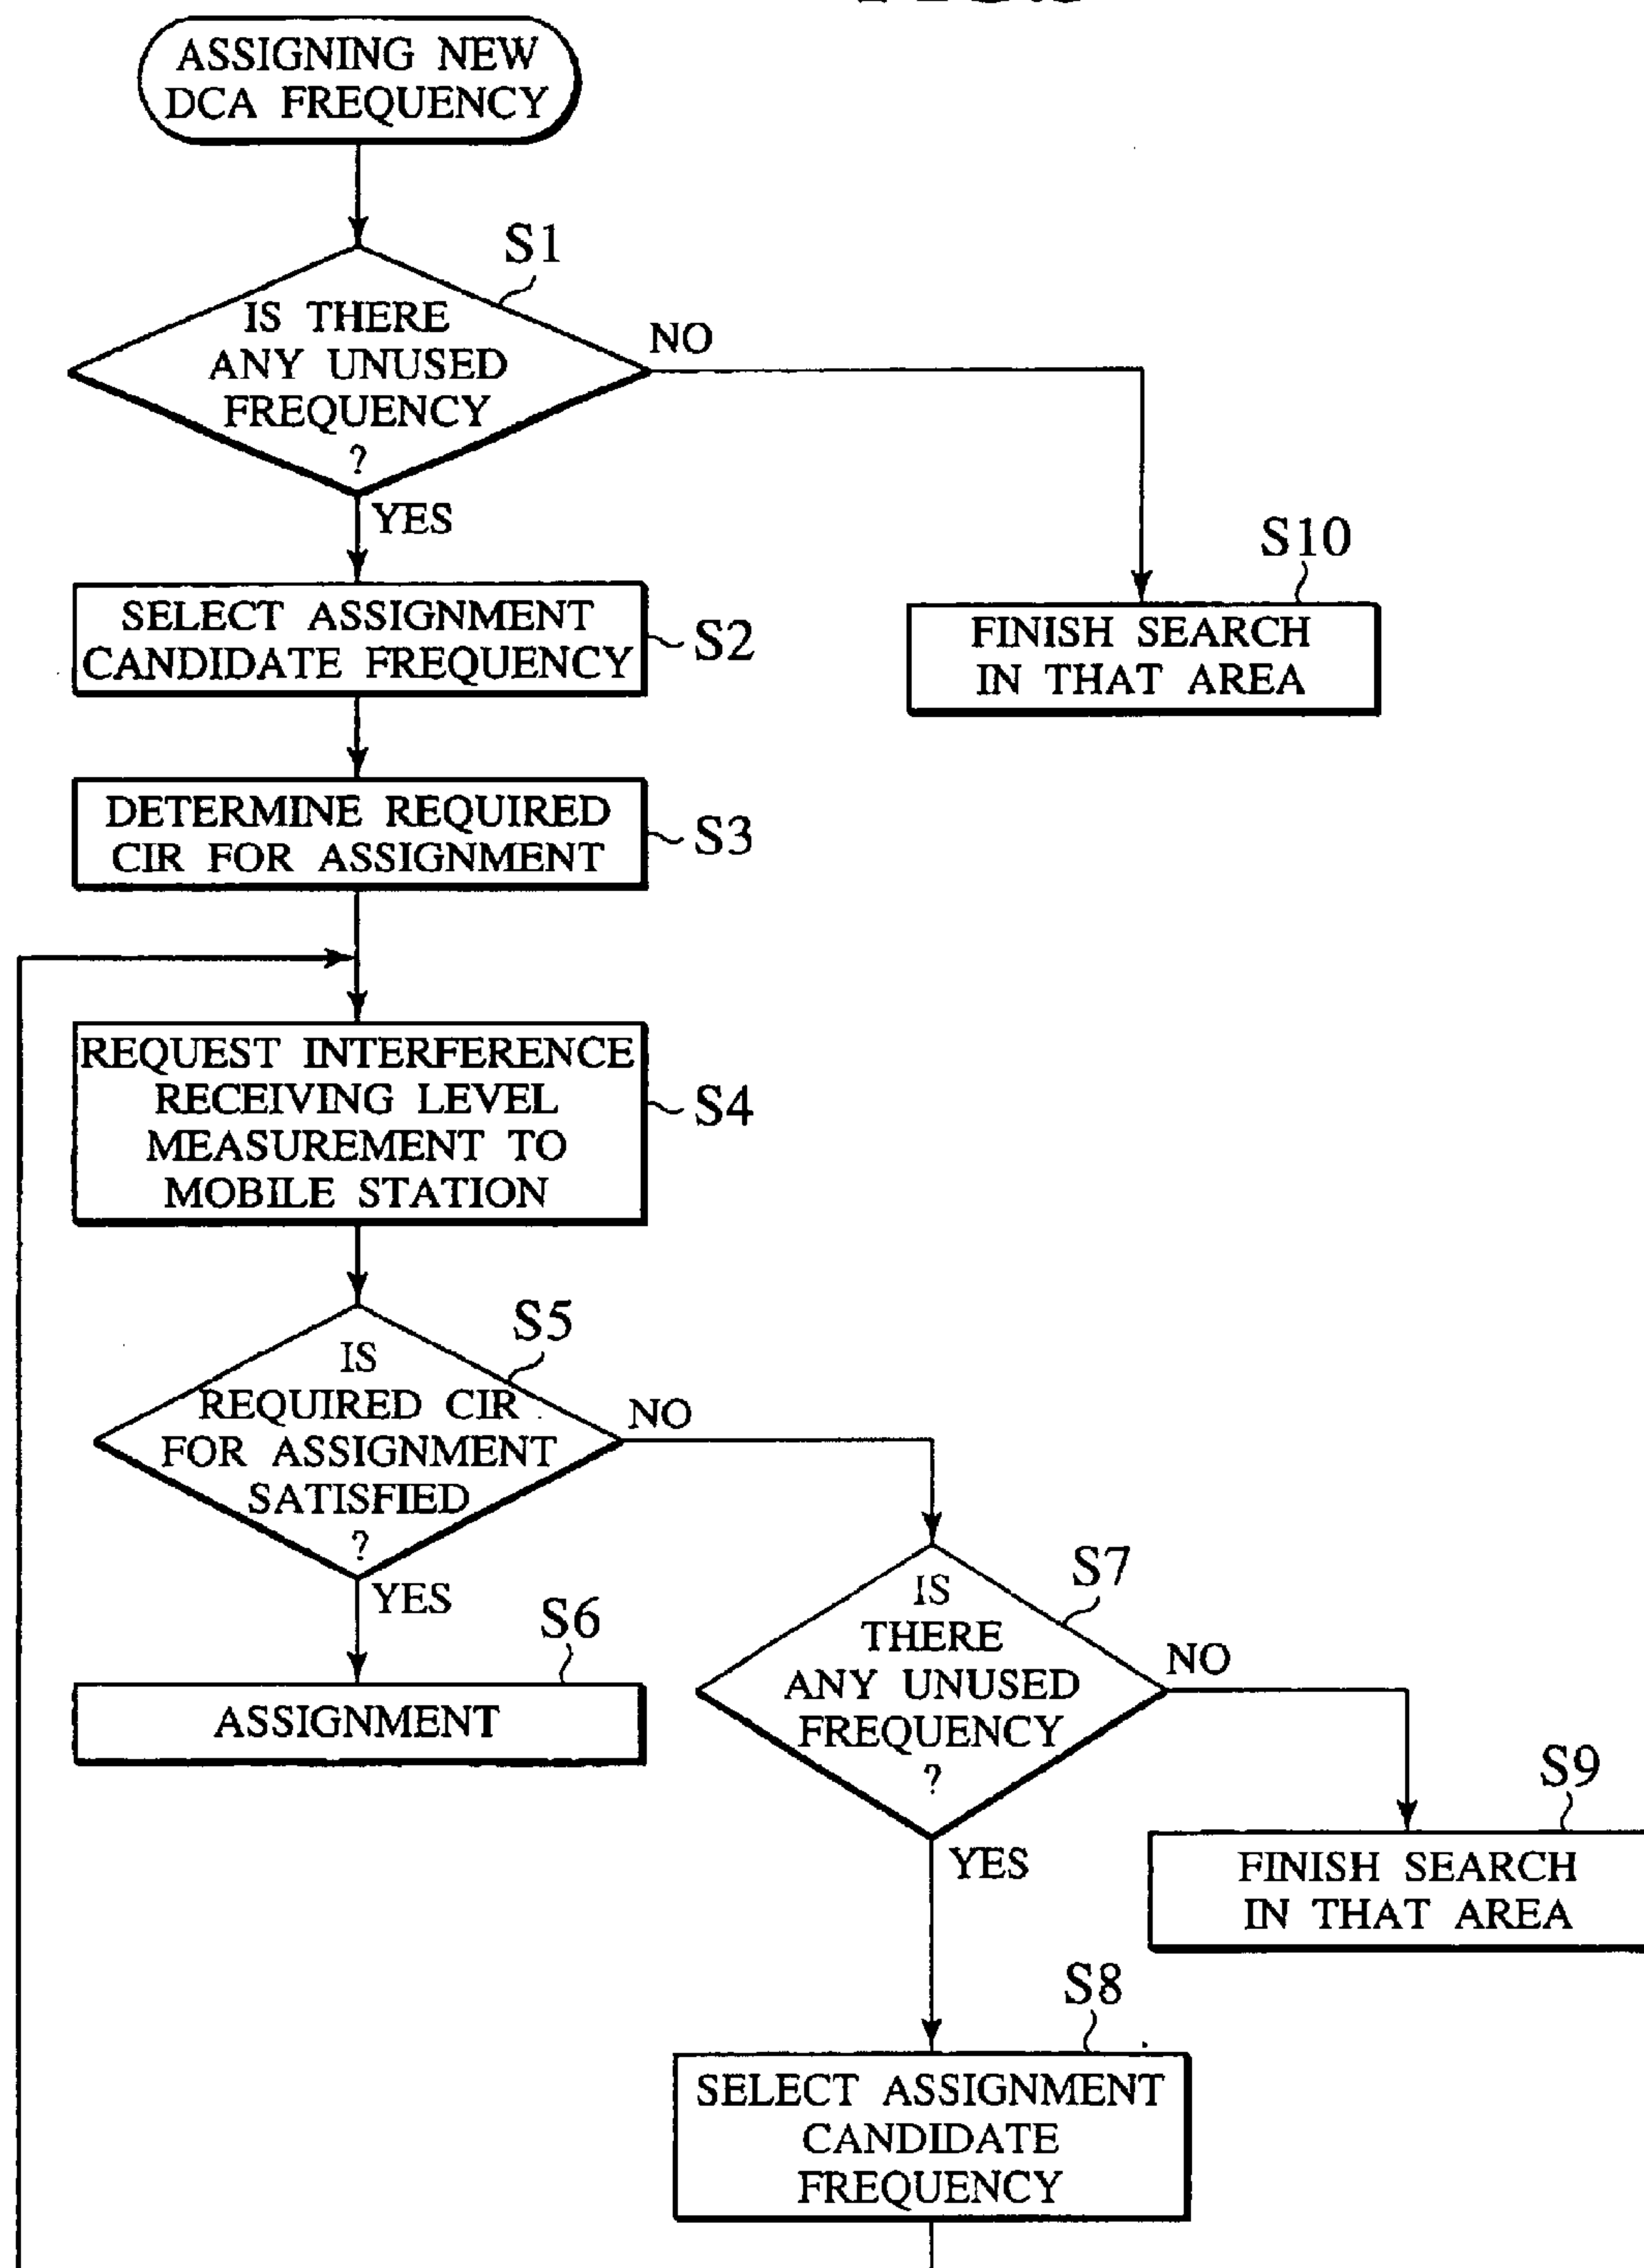 ASSIGNING NEW
DCA FREQUENCY
S1
IS THERE
ANY UNUSED
FREQUENCY
?
NO
YES
S10
SELECT ASSIGNMENT
CANDIDATE FREQUENCY
S2
FINISH SEARCH
IN THAT AREA
DETERMINE REQUIRED
CIR FOR ASSIGNMENT
S3
REQUEST INTERFERENCE
RECEIVING LEVEL
MEASUREMENT TO
MOBILE STATION
S4
S5
IS
REQUIRED CIR
FOR ASSIGNMENT
SATISFIED
?
NO
YES
S6
ASSIGNMENT
S7
IS
THERE
ANY UNUSED
FREQUENCY
?
NO
YES
S9
FINISH SEARCH
IN THAT AREA
S8
SELECT ASSIGNMENT
CANDIDATE
FREQUENCY